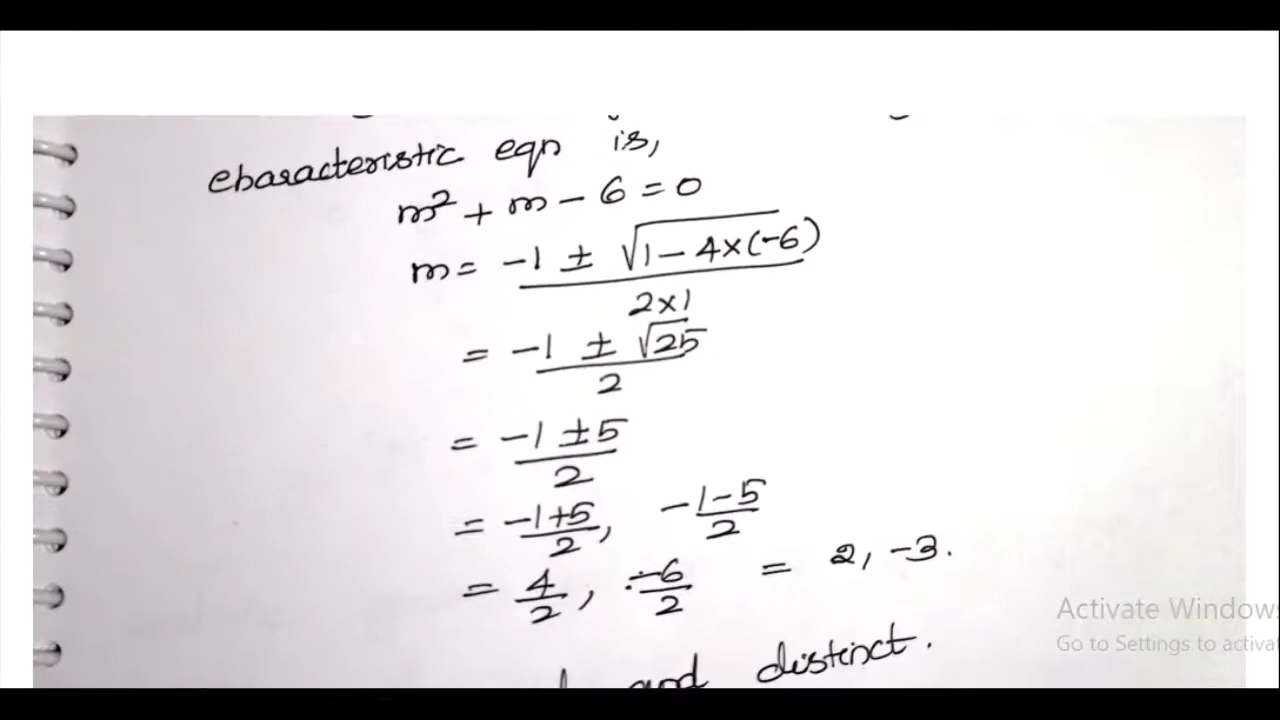 characteristic eqn is,
m² + m - 6 = 0
m = -1 ± √1 - 4×(-6) / 2×1
= -1 ± √25 / 2
= -1 ± 5 / 2
= -1+5 / 2, -1-5 / 2
= 4/2, -6/2 = 2, -3.
and distinct.
Activate Windows
Go to Settings to activat